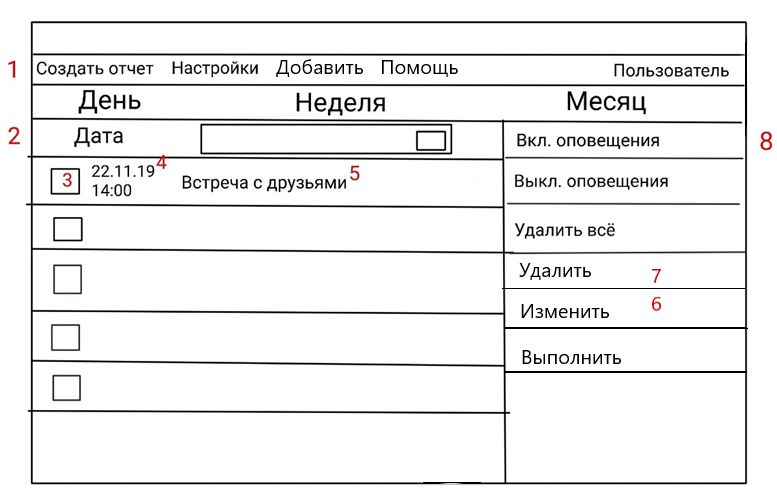 1 Создать отчет Настройки Добавить Помощь Пользователь
День Неделя Месяц
2 Дата
Вкл. оповещения 8
3 22.11.19 4
14:00
Встреча с друзьями 5
Выкл. оповещения
Удалить всё
Удалить 7
Изменить 6
Выполнить